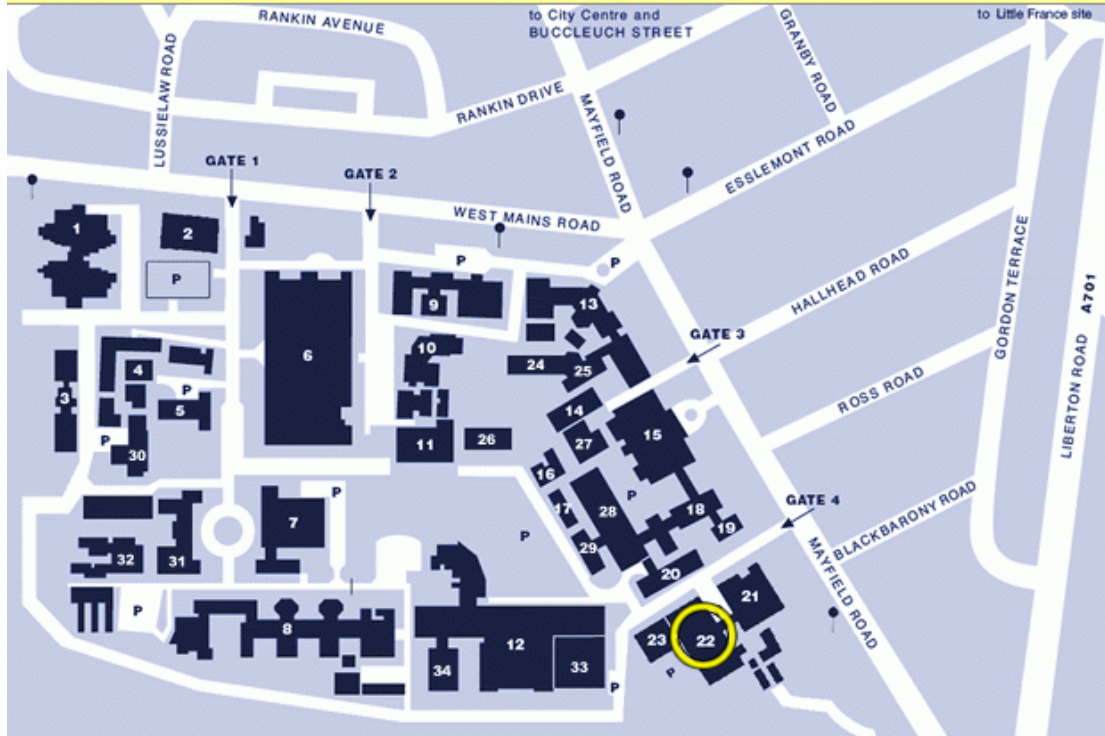 RANKIN AVENUE
to City Centre and
BUCCLEUCH STREET
to Little France site
LUSSIELAW ROAD
RANKIN DRIVE
MAYFIELD ROAD
GRANBY ROAD
ESSLEMONT ROAD
GATE 1
GATE 2
WEST MAINS ROAD
1
2
P
P
P
9
13
HALLHEAD ROAD
GORDON TERRACE
LIBERTON ROAD A701
6
10
24
25
GATE 3
3
4
P
5
14
15
ROSS ROAD
P
30
11
26
27
16
P
28
17
18
GATE 4
19
P
7
P
29
20
BLACKBARONY ROAD
MAYFIELD ROAD
32
31
P
8
12
33
34
21
22
23
P
P